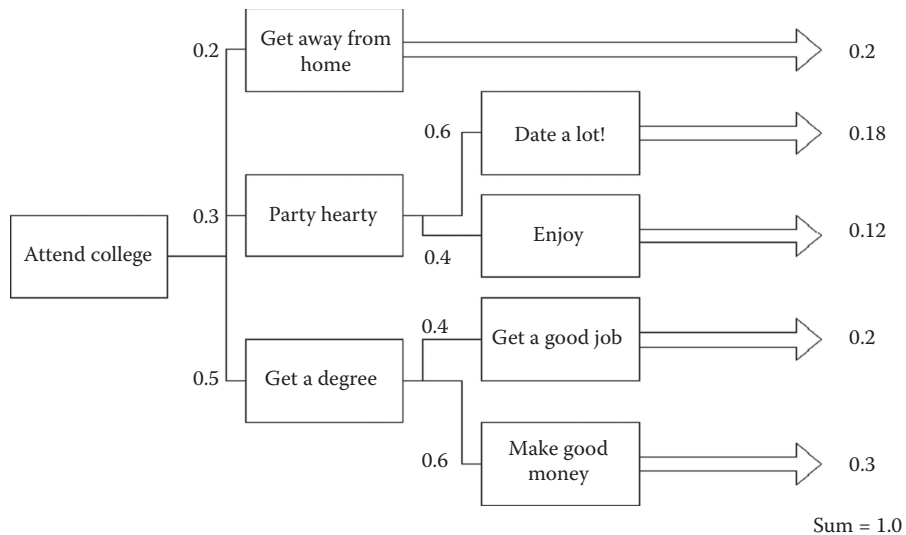 0.2
Get away from
home
0.2
0.6
Date a lot!
0.18
0.3
Party hearty
Enjoy
0.12
0.4
Attend college
0.4
Get a good job
0.2
0.5
Get a degree
0.6
Make good
money
0.3
Sum = 1.0